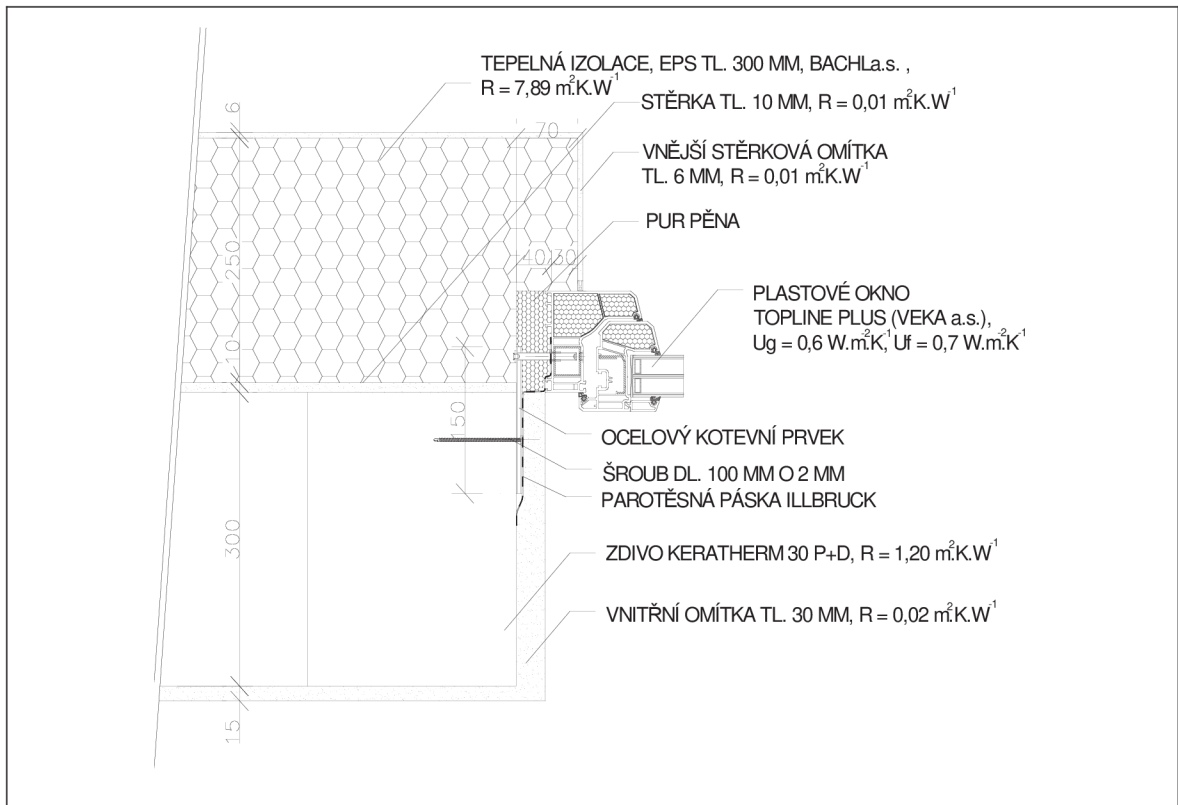 TEPELNÁ IZOLACE, EPS TL. 300 MM, BACHLa.s. ,
R = 7,89 m².K.W⁻¹
STĚRKA TL. 10 MM, R = 0,01 m².K.W⁻¹
VNĚJŠÍ STĚRKOVÁ OMÍTKA
TL. 6 MM, R = 0,01 m².K.W⁻¹
PUR PĚNA
PLASTOVÉ OKNO
TOPLINE PLUS (VEKA a.s.),
Ug = 0,6 W.m⁻².K⁻¹, Uf = 0,7 W.m⁻².K⁻¹
OCELOVÝ KOTEVNÍ PRVEK
ŠROUB DL. 100 MM O 2 MM
PAROTĚSNÁ PÁSKA ILLBRUCK
ZDIVO KERATHERM 30 P+D, R = 1,20 m².K.W⁻¹
VNITŘNÍ OMÍTKA TL. 30 MM, R = 0,02 m².K.W⁻¹
6
70
250
40
30
10
150
300
15